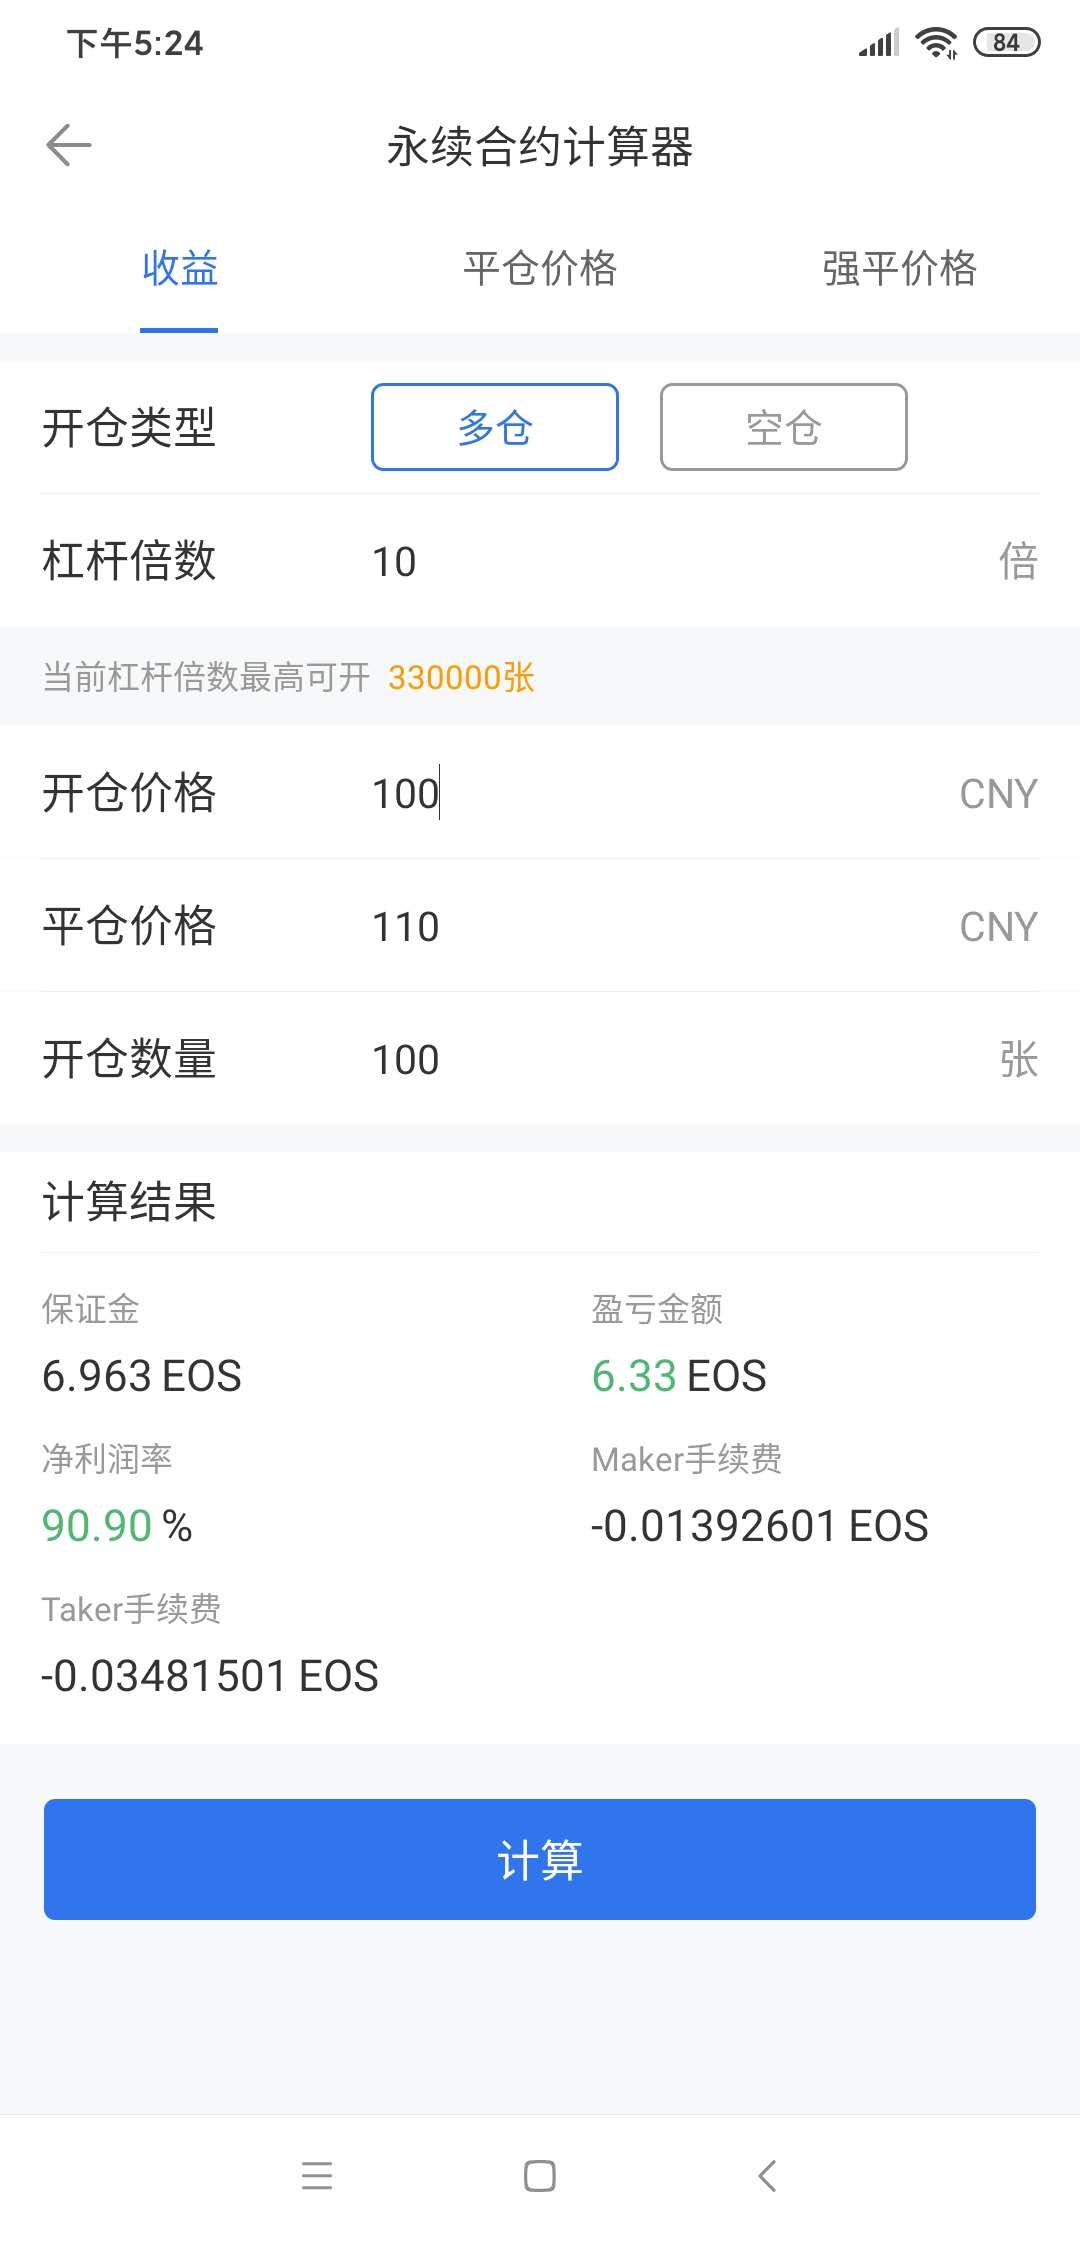 下午5:24
84
永续合约计算器
收益 平仓价格 强平价格
开仓类型 多仓 空仓
杠杆倍数 10 倍
当前杠杆倍数最高可开 330000张
开仓价格 100 CNY
平仓价格 110 CNY
开仓数量 100 张
计算结果
保证金 盈亏金额
6.963 EOS 6.33 EOS
净利润率 Maker手续费
90.90 % -0.01392601 EOS
Taker手续费
-0.03481501 EOS
计算